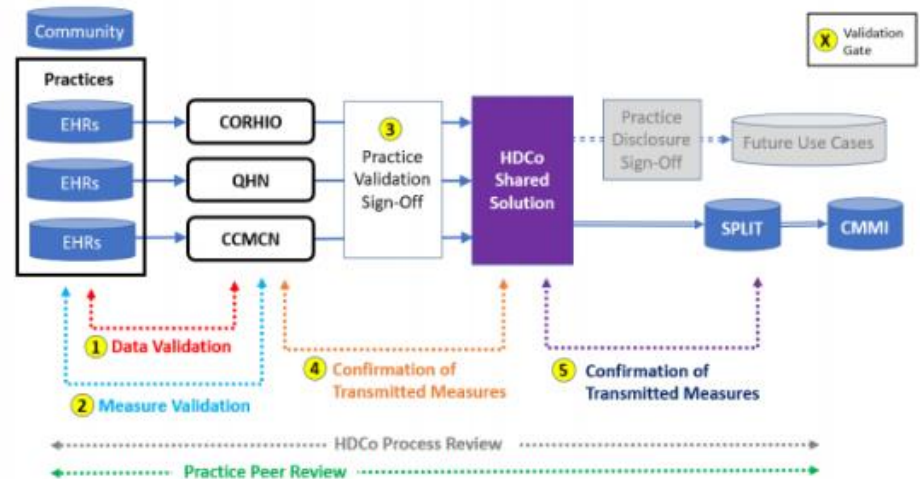 Community
X Validation
Gate
Practices
EHRs
CORHIO
EHRs
QHN
EHRs
CCMCN
3
Practice
Validation
Sign-Off
HDCo
Shared
Solution
Practice
Disclosure
Sign-Off
Future Use Cases
SPLIT
CMMI
1 Data Validation
2 Measure Validation
4 Confirmation of
Transmitted Measures
5 Confirmation of
Transmitted Measures
HDCo Process Review
Practice Peer Review